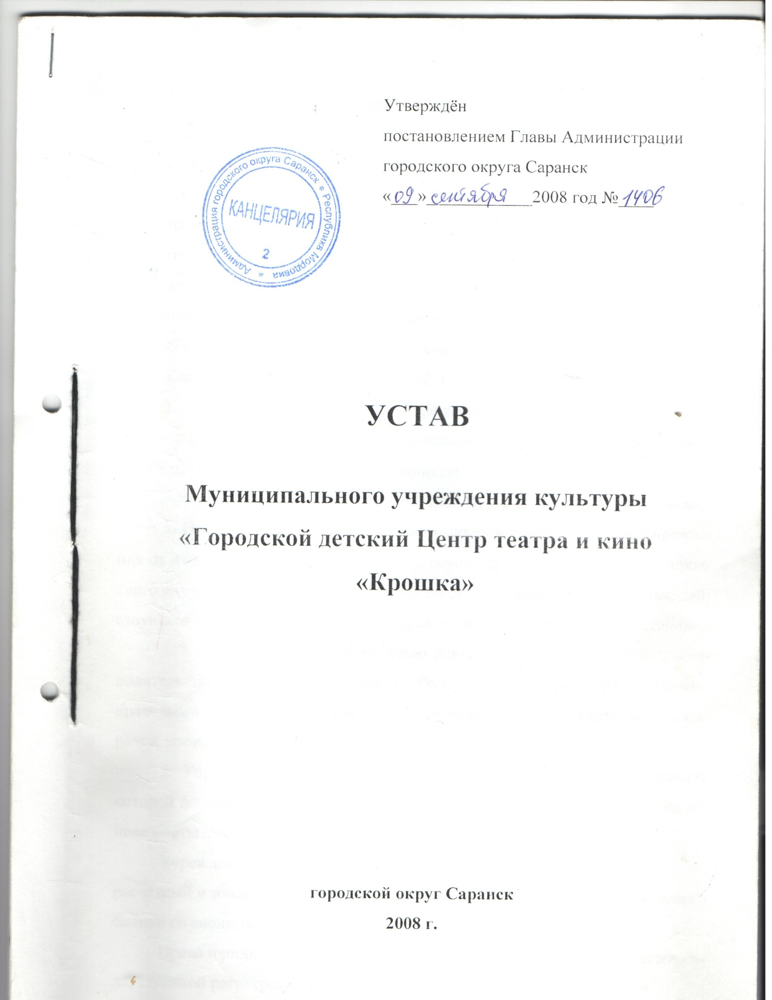 Утверждён
постановлением Главы Администрации
городского округа Саранск
«09» сентября 2008 год № 1406
Администрация городского округа Саранск * Республика Мордовия *
КАНЦЕЛЯРИЯ
2
УСТАВ
Муниципального учреждения культуры
«Городской детский Центр театра и кино
«Крошка»
городской округ Саранск
2008 г.